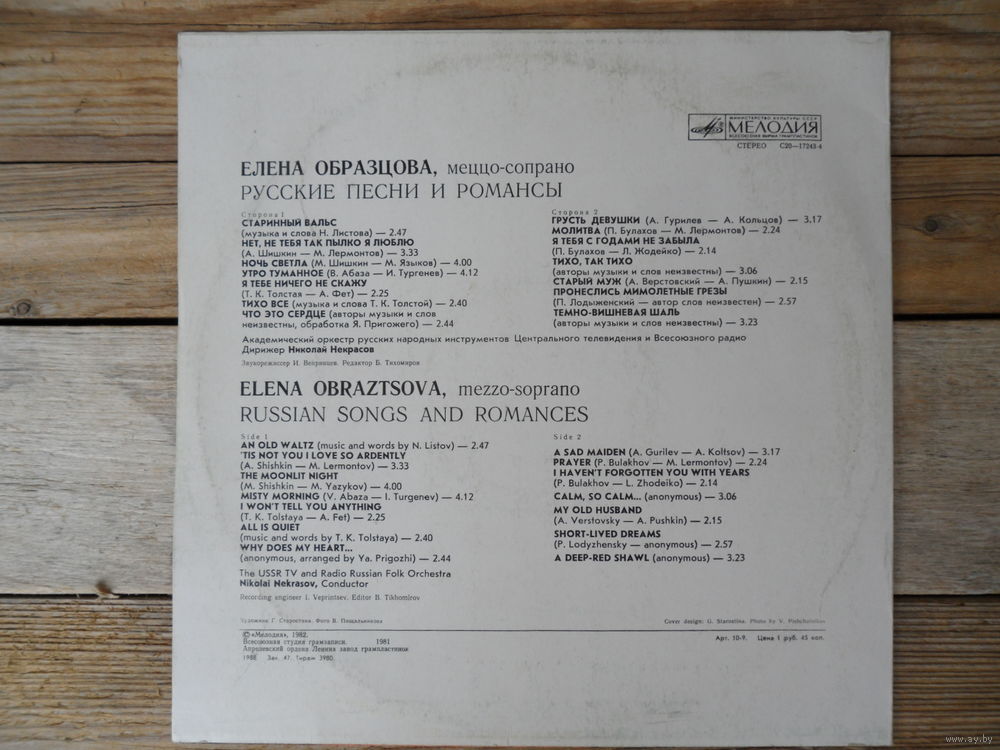 МИНИСТЕРСТВО КУЛЬТУРЫ СССР
МЕЛОДИЯ
ВСЕСОЮЗНАЯ ФИРМА ГРАМПЛАСТИНОК
СТЕРЕО С20—17243-4
ЕЛЕНА ОБРАЗЦОВА, меццо-сопрано
РУССКИЕ ПЕСНИ И РОМАНСЫ
Сторона 1
СТАРИННЫЙ ВАЛЬС
(музыка и слова Н. Листова) — 2.47
НЕТ, НЕ ТЕБЯ ТАК ПЫЛКО Я ЛЮБЛЮ
(А. Шишкин — М. Лермонтов) — 3.33
НОЧЬ СВЕТЛА (М. Шишкин — М. Языков) — 4.00
УТРО ТУМАННОЕ (В. Абаза — И. Тургенев) — 4.12
Я ТЕБЕ НИЧЕГО НЕ СКАЖУ
(Т. К. Толстая — А. Фет) — 2.25
ТИХО ВСЕ (музыка и слова Т. К. Толстой) — 2.40
ЧТО ЭТО СЕРДЦЕ (авторы музыки и слов
неизвестны, обработка Я. Пригожего) — 2.44
Сторона 2
ГРУСТЬ ДЕВУШКИ (А. Гурилев — А. Кольцов) — 3.17
МОЛИТВА (П. Булахов — М. Лермонтов) — 2.24
Я ТЕБЯ С ГОДАМИ НЕ ЗАБЫЛА
(П. Булахов — Л. Жодейко) — 2.14
ТИХО, ТАК ТИХО
(авторы музыки и слов неизвестны) — 3.06
СТАРЫЙ МУЖ (А. Верстовский — А. Пушкин) — 2.15
ПРОНЕСЛИСЬ МИМОЛЕТНЫЕ ГРЕЗЫ
(П. Лодыженский — автор слов неизвестен) — 2.57
ТЕМНО-ВИШНЕВАЯ ШАЛЬ
(авторы музыки и слов неизвестны) — 3.23
Академический оркестр русских народных инструментов Центрального телевидения и Всесоюзного радио
Дирижер Николай Некрасов
Звукорежиссер И. Вепринцев. Редактор Б. Тихомиров
ELENA OBRAZTSOVA, mezzo-soprano
RUSSIAN SONGS AND ROMANCES
Side 1
AN OLD WALTZ (music and words by N. Listov) — 2.47
'TIS NOT YOU I LOVE SO ARDENTLY
(A. Shishkin — M. Lermontov) — 3.33
THE MOONLIT NIGHT
(M. Shishkin — M. Yazykov) — 4.00
MISTY MORNING (V. Abaza — I. Turgenev) — 4.12
I WON'T TELL YOU ANYTHING
(T. K. Tolstaya — A. Fet) — 2.25
ALL IS QUIET
(music and words by T. K. Tolstaya) — 2.40
WHY DOES MY HEART...
(anonymous, arranged by Ya. Prigozhi) — 2.44
Side 2
A SAD MAIDEN (A. Gurilev — A. Koltsov) — 3.17
PRAYER (P. Bulakhov — M. Lermontov) — 2.24
I HAVEN'T FORGOTTEN YOU WITH YEARS
(P. Bulakhov — L. Zhodeiko) — 2.14
CALM, SO CALM... (anonymous) — 3.06
MY OLD HUSBAND
(A. Verstovsky — A. Pushkin) — 2.15
SHORT-LIVED DREAMS
(P. Lodyzhensky — anonymous) — 2.57
A DEEP-RED SHAWL (anonymous) — 3.23
The USSR TV and Radio Russian Folk Orchestra
Nikolai Nekrasov, Conductor
Recording engineer I. Veprintsev. Editor B. Tikhomirov
Художник Г. Старостина. Фото В. Пищальникова
Cover design: G. Starostina. Photo by V. Pishchalnikov
© «Мелодия», 1982.
Всесоюзная студия грамзаписи. 1981
Апрелевский ордена Ленина завод грампластинок
1988 Зак. 47. Тираж 3980.
Арт. 10-9. Цена 1 руб. 45 коп.
www.ay.by